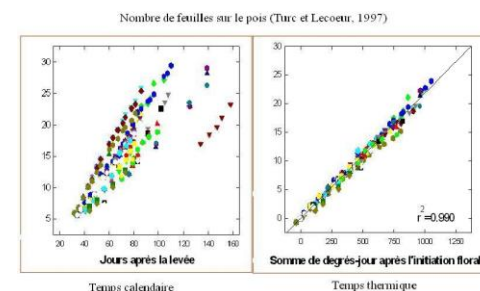 Nombre de feuilles sur le pois (Turc et Lecoeur, 1997)
30
25
20
15
10
5
20 40 60 80 100 120 140 160
Jours après la levée
Temps calendaire
30
25
20
15
10
5
0
r²=0.990
0 250 500 750 1000 1250
Somme de degrés-jour après l'initiation floral
Temps thermique